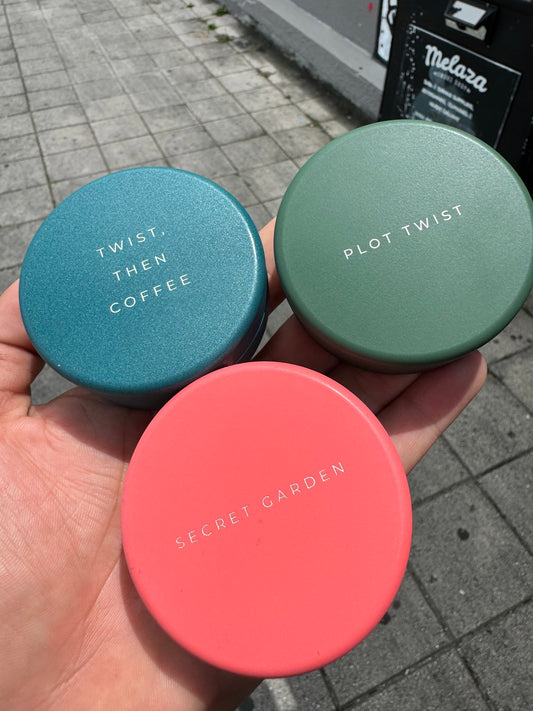 TWIST,
THEN
COFFEE
PLOT TWIST
SECRET GARDEN
Melaza